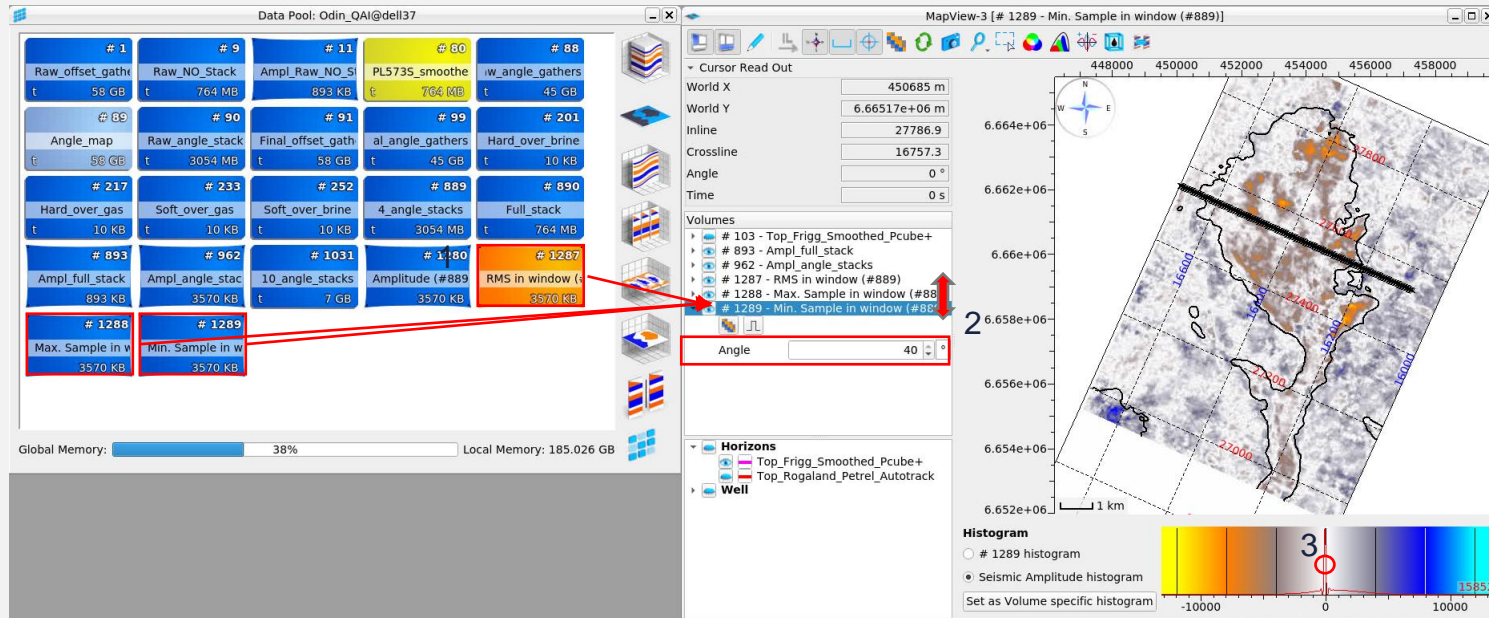 Data Pool: Odin_QAI@dell37
# 1
Raw_offset_gathe
t 58 GB
# 9
Raw_NO_Stack
t 764 MB
# 11
Ampl_Raw_NO_S
893 KB
# 80
PL573S_smoothe
t 764 MB
# 88
w_angle_gathers
t 45 GB
# 89
Angle_map
t 58 GB
# 90
Raw_angle_stack
t 3054 MB
# 91
Final_offset_gath
t 58 GB
# 99
al_angle_gathers
t 45 GB
# 201
Hard_over_brine
t 10 KB
# 217
Hard_over_gas
t 10 KB
# 233
Soft_over_gas
t 10 KB
# 252
Soft_over_brine
t 10 KB
# 889
4_angle_stacks
t 3054 MB
# 890
Full_stack
t 764 MB
# 893
Ampl_full_stack
893 KB
# 962
Ampl_angle_stac
3570 KB
# 1031
10_angle_stacks
t 7 GB
1
# 1280
Amplitude (#889
3570 KB
# 1287
RMS in window (#
3570 KB
# 1288
Max. Sample in w
3570 KB
# 1289
Min. Sample in w
3570 KB
Global Memory: 38% Local Memory: 185.026 GB
MapView-3 [# 1289 - Min. Sample in window (#889)]
Cursor Read Out
World X 450685 m
World Y 6.66517e+06 m
Inline 27786.9
Crossline 16757.3
Angle 0 °
Time 0 s
Volumes
# 103 - Top_Frigg_Smoothed_Pcube+
# 893 - Ampl_full_stack
# 962 - Ampl_angle_stacks
# 1287 - RMS in window (#889)
# 1288 - Max. Sample in window (#88
# 1289 - Min. Sample in window (#88
2
Angle 40 °
Horizons
Top_Frigg_Smoothed_Pcube+
Top_Rogaland_Petrel_Autotrack
Well
448000 450000 452000 454000 456000 458000
N
W E
S
6.664e+06
6.662e+06
6.66e+06
6.658e+06
6.656e+06
6.654e+06
6.652e+06
27800
16600
27400
16200
27200
16000
27000
1 km
Histogram
# 1289 histogram
Seismic Amplitude histogram
Set as Volume specific histogram
3
-10000 0 10000